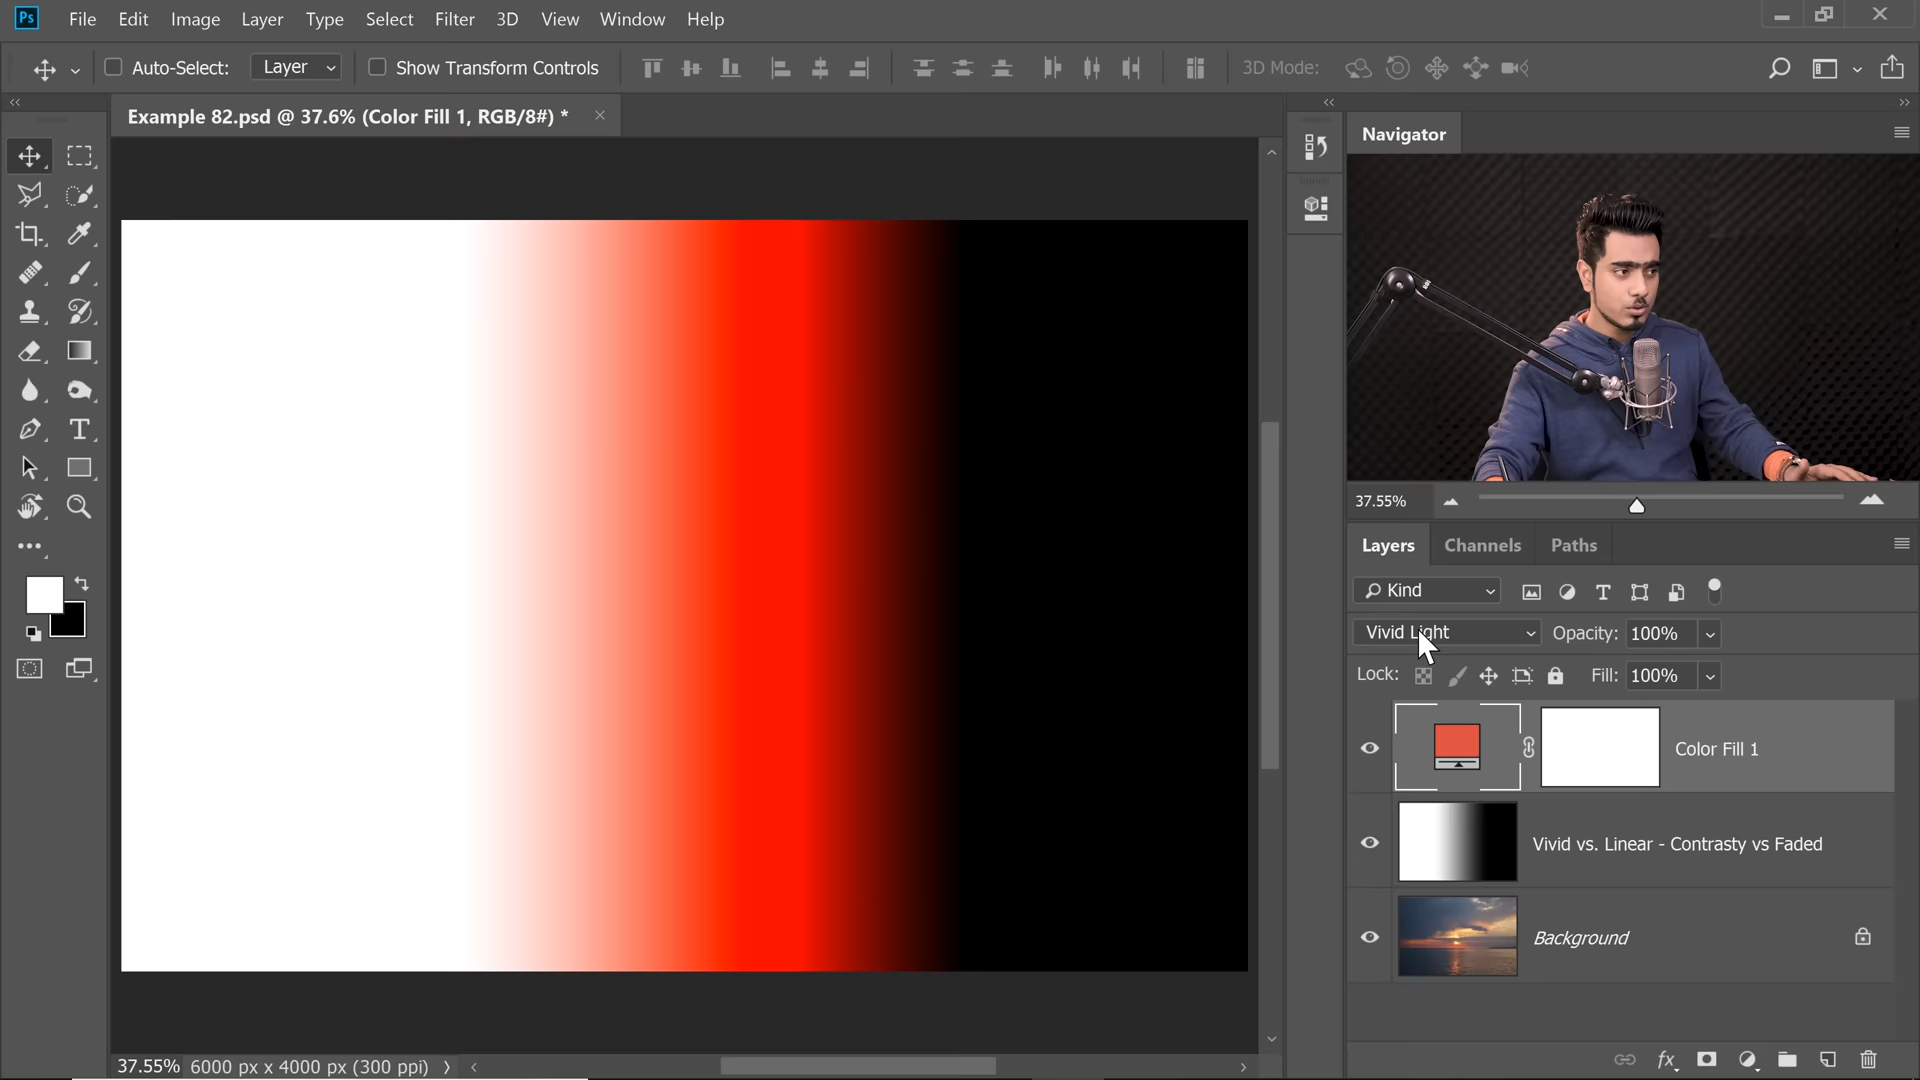 Ps File Edit Image Layer Type Select Filter 3D View Window Help
Auto-Select: Layer Show Transform Controls 3D Mode:
Example 82.psd @ 37.6% (Color Fill 1, RGB/8#) *
Navigator
37.55%
Layers Channels Paths
Kind
Vivid Light Opacity: 100%
Lock: Fill: 100%
Color Fill 1
Vivid vs. Linear - Contrasty vs Faded
Background
fx
37.55% 6000 px x 4000 px (300 ppi)